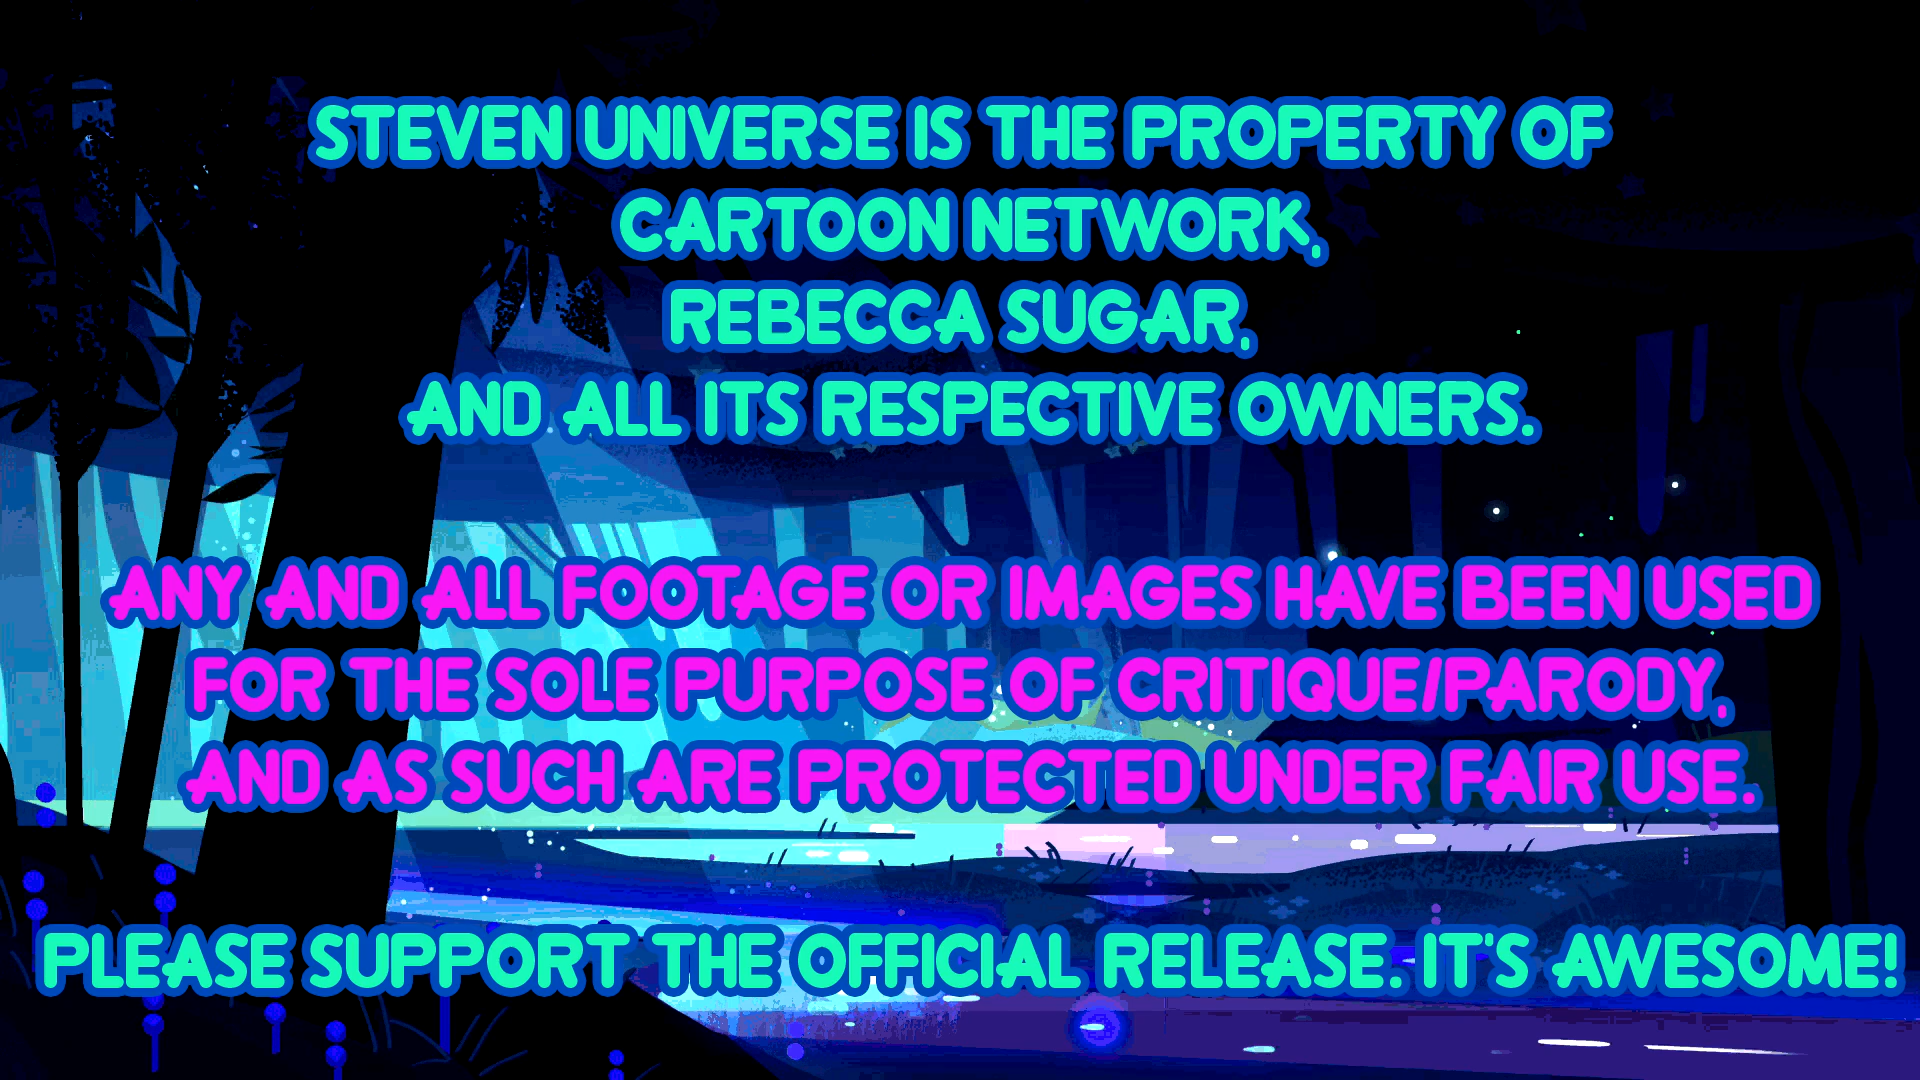 STEVEN UNIVERSE IS THE PROPERTY OF
CARTOON NETWORK,
REBECCA SUGAR,
AND ALL ITS RESPECTIVE OWNERS.
ANY AND ALL FOOTAGE OR IMAGES HAVE BEEN USED
FOR THE SOLE PURPOSE OF CRITIQUE/PARODY,
AND AS SUCH ARE PROTECTED UNDER FAIR USE.
PLEASE SUPPORT THE OFFICIAL RELEASE. IT'S AWESOME!